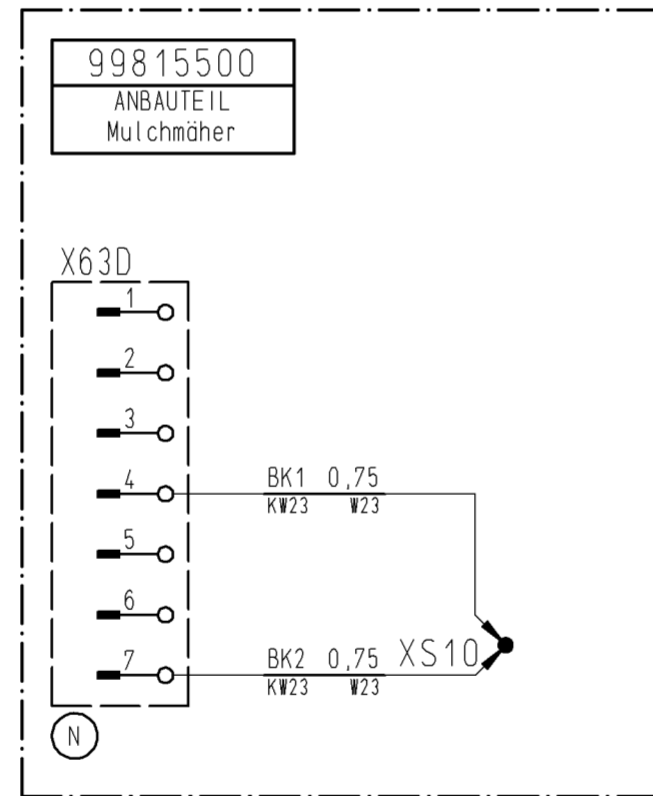 99815500
ANBAUTEIL
Mulchmäher
X63D
1
2
3
4
BK1 0,75
KW23 W23
5
6
7
BK2 0,75 XS10
KW23 W23
N